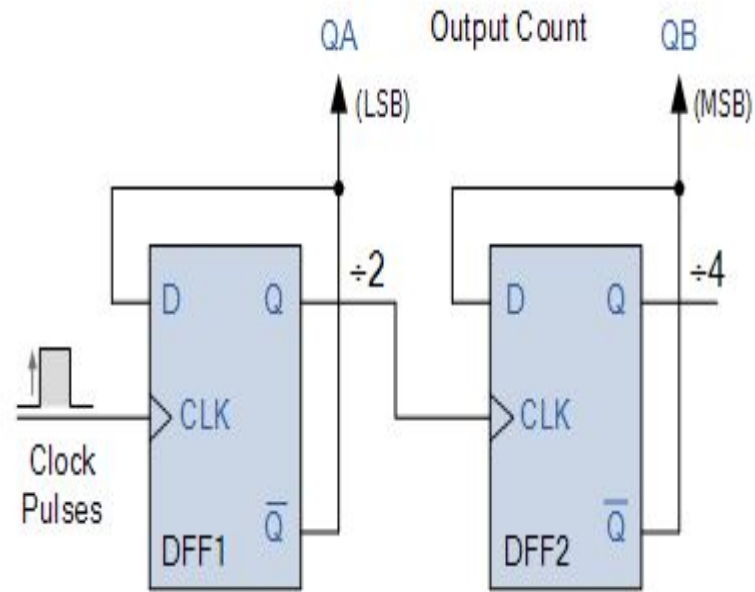 QA Output Count QB
(LSB) (MSB)
÷2 ÷4
D Q D Q
CLK CLK
Clock
Pulses
Q̅ Q̅
DFF1 DFF2